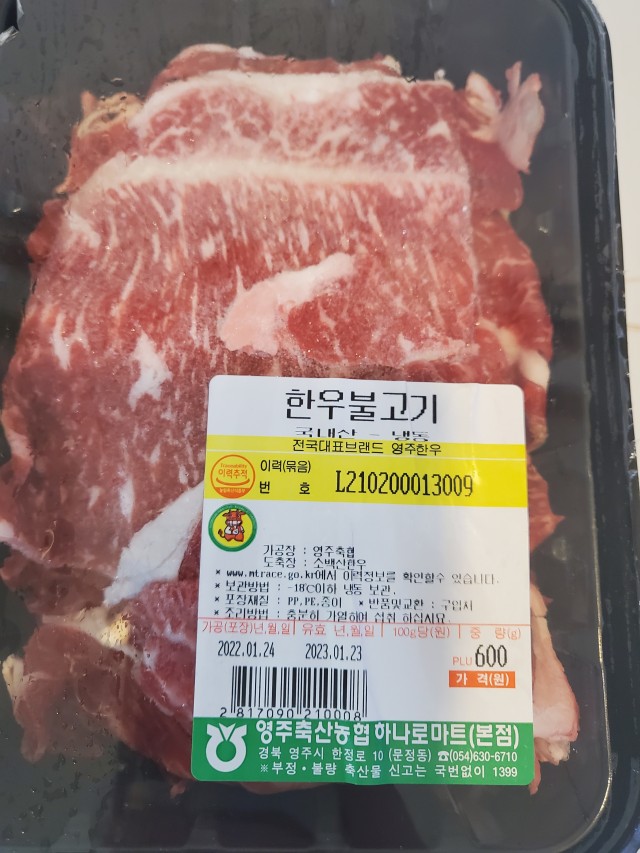 한우불고기
국내산 - 냉동
전국대표브랜드 영주한우
Traceability
이력추적
이력(묶음)
번 호 L210200013009
가공장 : 영주축협
도축장 : 소백산한우
* www.mtrace.go.kr에서 이력정보를 확인할수 있습니다.
* 보관방법 : -18℃이하 냉동 보관.
* 포장재질 : PP,PE,종이 * 반품및교환 : 구입처
* 조리방법 : 충분히 가열하여 섭취 하십시요.
가공(포장)년,월,일 유효 년,월,일 100g당(원) 중 량(g)
2022.01.24 2023.01.23 PLU 600
가 격(원)
2 817090 210008
영주축산농협 하나로마트(본점)
경북 영주시 한정로 10 (문정동) ☎(054)630-6710
※부정·불량 축산물 신고는 국번없이 1399